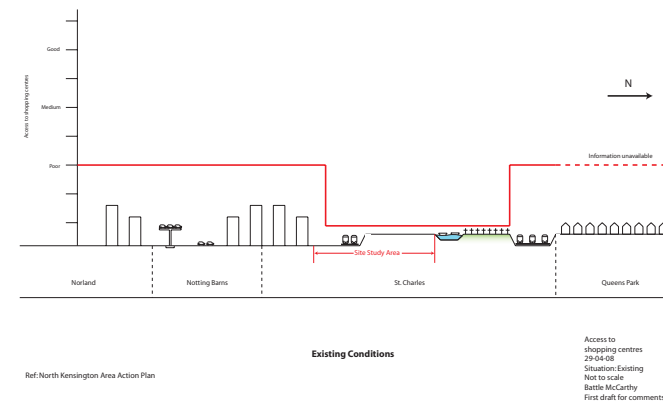 Good
Medium
Poor
Access to shopping centres
N
Information unavailable
Site Study Area
Norland
Notting Barns
St. Charles
Queens Park
Existing Conditions
Ref: North Kensington Area Action Plan
Access to
shopping centres
29-04-08
Situation: Existing
Not to scale
Battle McCarthy
First draft for comments